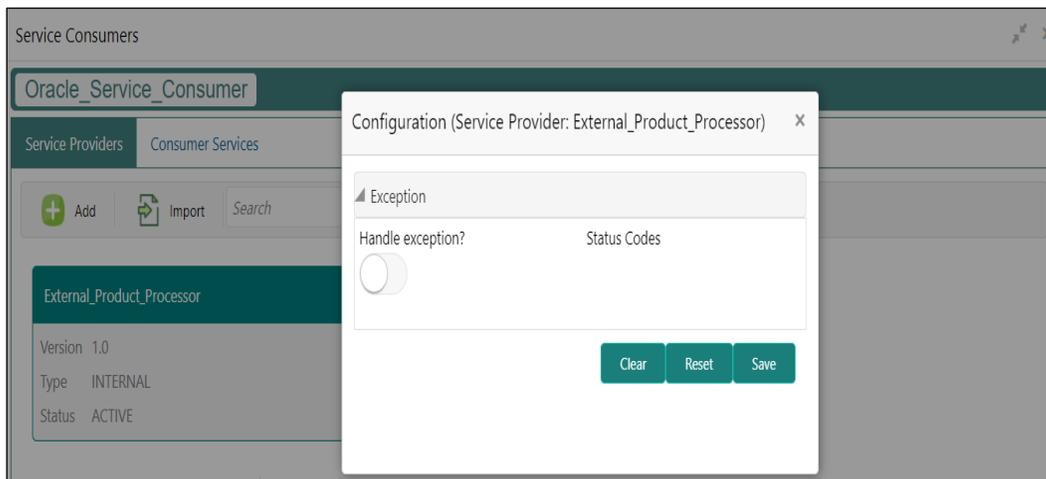 Service Consumers
Oracle_Service_Consumer
Service Providers
Consumer Services
Add
Import
Search
External_Product_Processor
Version 1.0
Type INTERNAL
Status ACTIVE
Configuration (Service Provider: External_Product_Processor)
Exception
Handle exception?
Status Codes
Clear
Reset
Save